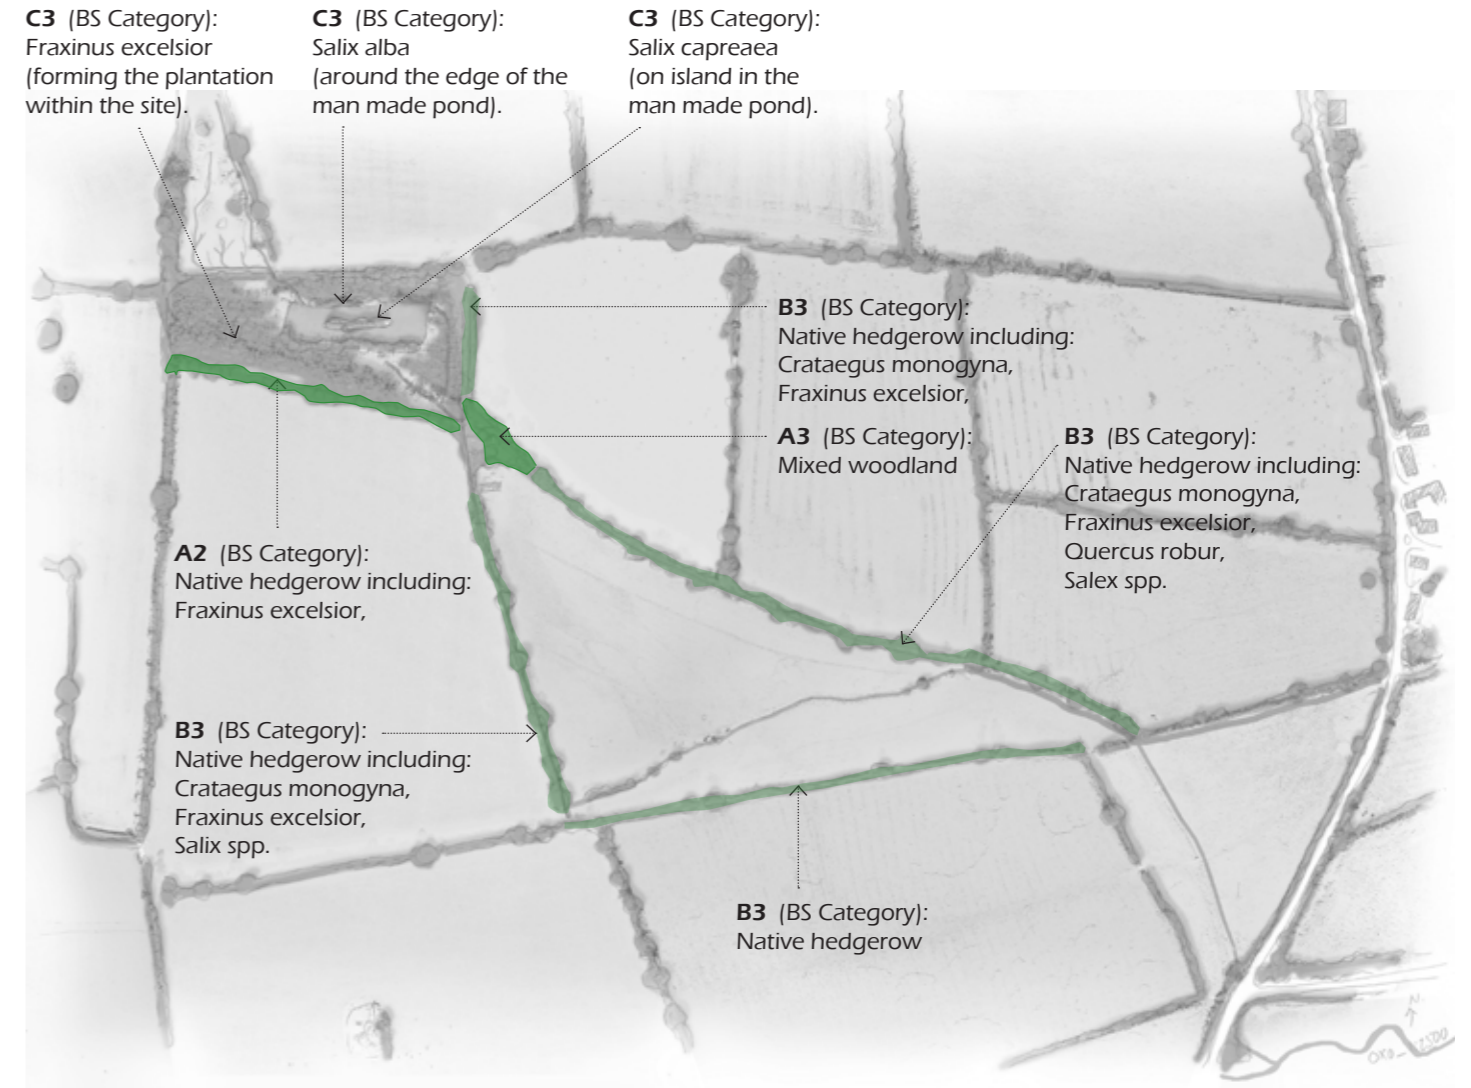 C3 (BS Category):
Fraxinus excelsior
(forming the plantation
within the site).
C3 (BS Category):
Salix alba
(around the edge of the
man made pond).
C3 (BS Category):
Salix capreaea
(on island in the
man made pond).
B3 (BS Category):
Native hedgerow including:
Crataegus monogyna,
Fraxinus excelsior,
A3 (BS Category):
Mixed woodland
B3 (BS Category):
Native hedgerow including:
Crataegus monogyna,
Fraxinus excelsior,
Quercus robur,
Salex spp.
A2 (BS Category):
Native hedgerow including:
Fraxinus excelsior,
B3 (BS Category):
Native hedgerow including:
Crataegus monogyna,
Fraxinus excelsior,
Salix spp.
B3 (BS Category):
Native hedgerow
N